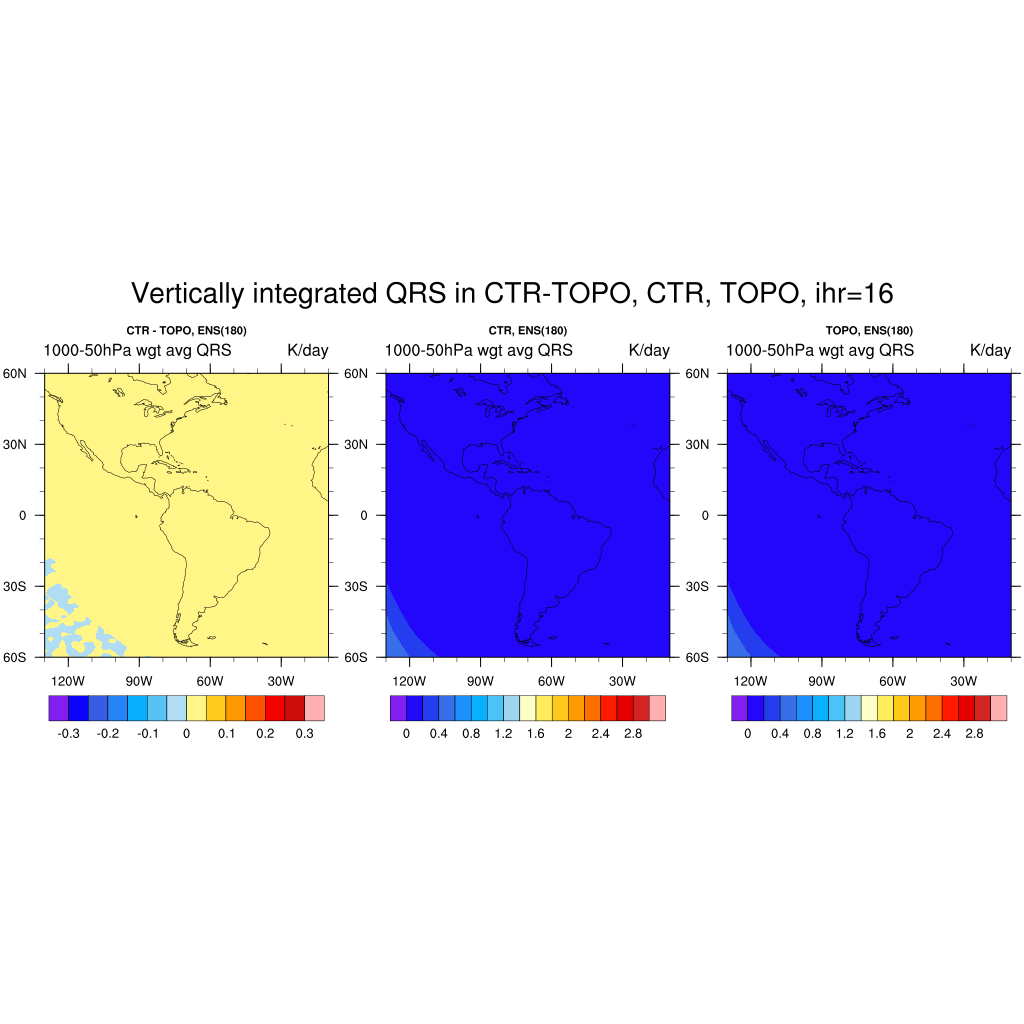 Vertically integrated QRS in CTR-TOPO, CTR, TOPO, ihr=16
CTR - TOPO, ENS(180)
1000-50hPa wgt avg QRS K/day
60N
30N
0
30S
60S
120W 90W 60W 30W
-0.3 -0.2 -0.1 0 0.1 0.2 0.3
CTR, ENS(180)
1000-50hPa wgt avg QRS K/day
60N
30N
0
30S
60S
120W 90W 60W 30W
0 0.4 0.8 1.2 1.6 2 2.4 2.8
TOPO, ENS(180)
1000-50hPa wgt avg QRS K/day
60N
30N
0
30S
60S
120W 90W 60W 30W
0 0.4 0.8 1.2 1.6 2 2.4 2.8